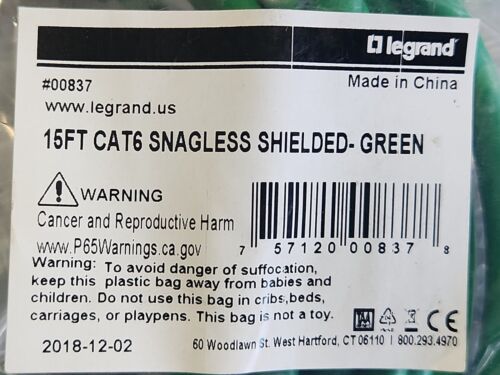 legrand
#00837
Made in China
www.legrand.us
15FT CAT6 SNAGLESS SHIELDED- GREEN
WARNING
Cancer and Reproductive Harm
www.P65Warnings.ca.gov
7 57120 00837 8
Warning: To avoid danger of suffocation,
keep this plastic bag away from babies and
children. Do not use this bag in cribs,beds,
carriages, or playpens. This bag is not a toy.
2018-12-02
60 Woodlawn St. West Hartford, CT 06110 | 800.293.4970